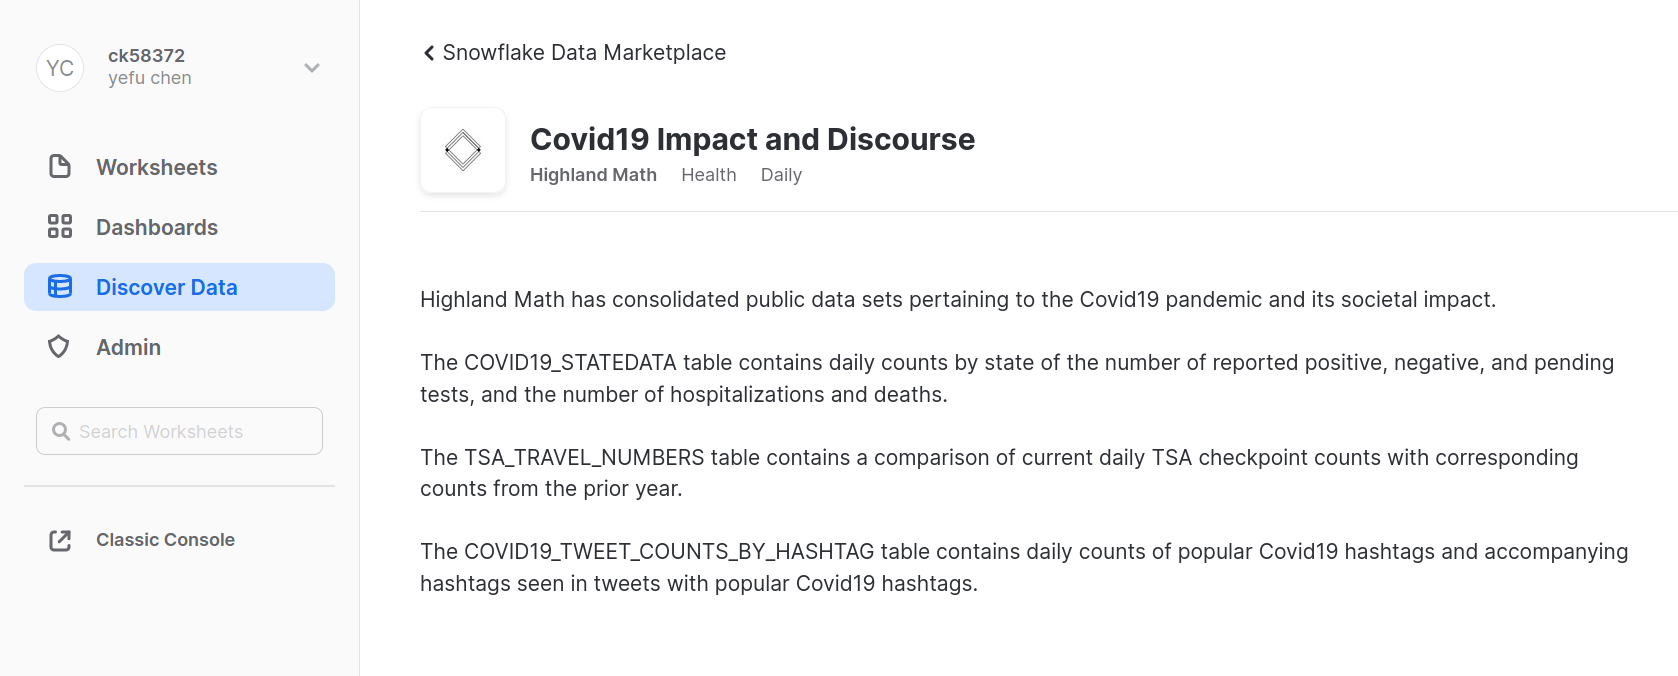 YC
ck58372
yefu chen
Worksheets
Dashboards
Discover Data
Admin
Search Worksheets
Classic Console
Snowflake Data Marketplace
Covid19 Impact and Discourse
Highland Math Health Daily
Highland Math has consolidated public data sets pertaining to the Covid19 pandemic and its societal impact.
The COVID19_STATEDATA table contains daily counts by state of the number of reported positive, negative, and pending
tests, and the number of hospitalizations and deaths.
The TSA_TRAVEL_NUMBERS table contains a comparison of current daily TSA checkpoint counts with corresponding
counts from the prior year.
The COVID19_TWEET_COUNTS_BY_HASHTAG table contains daily counts of popular Covid19 hashtags and accompanying
hashtags seen in tweets with popular Covid19 hashtags.